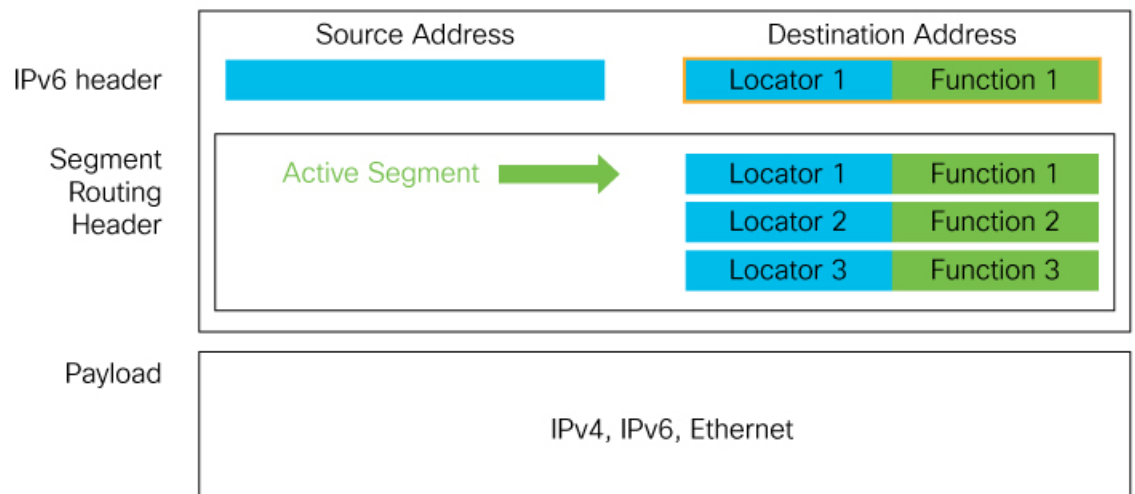 Source Address
Destination Address
IPv6 header
Locator 1
Function 1
Segment
Routing
Header
Active Segment
Locator 1
Function 1
Locator 2
Function 2
Locator 3
Function 3
Payload
IPv4, IPv6, Ethernet